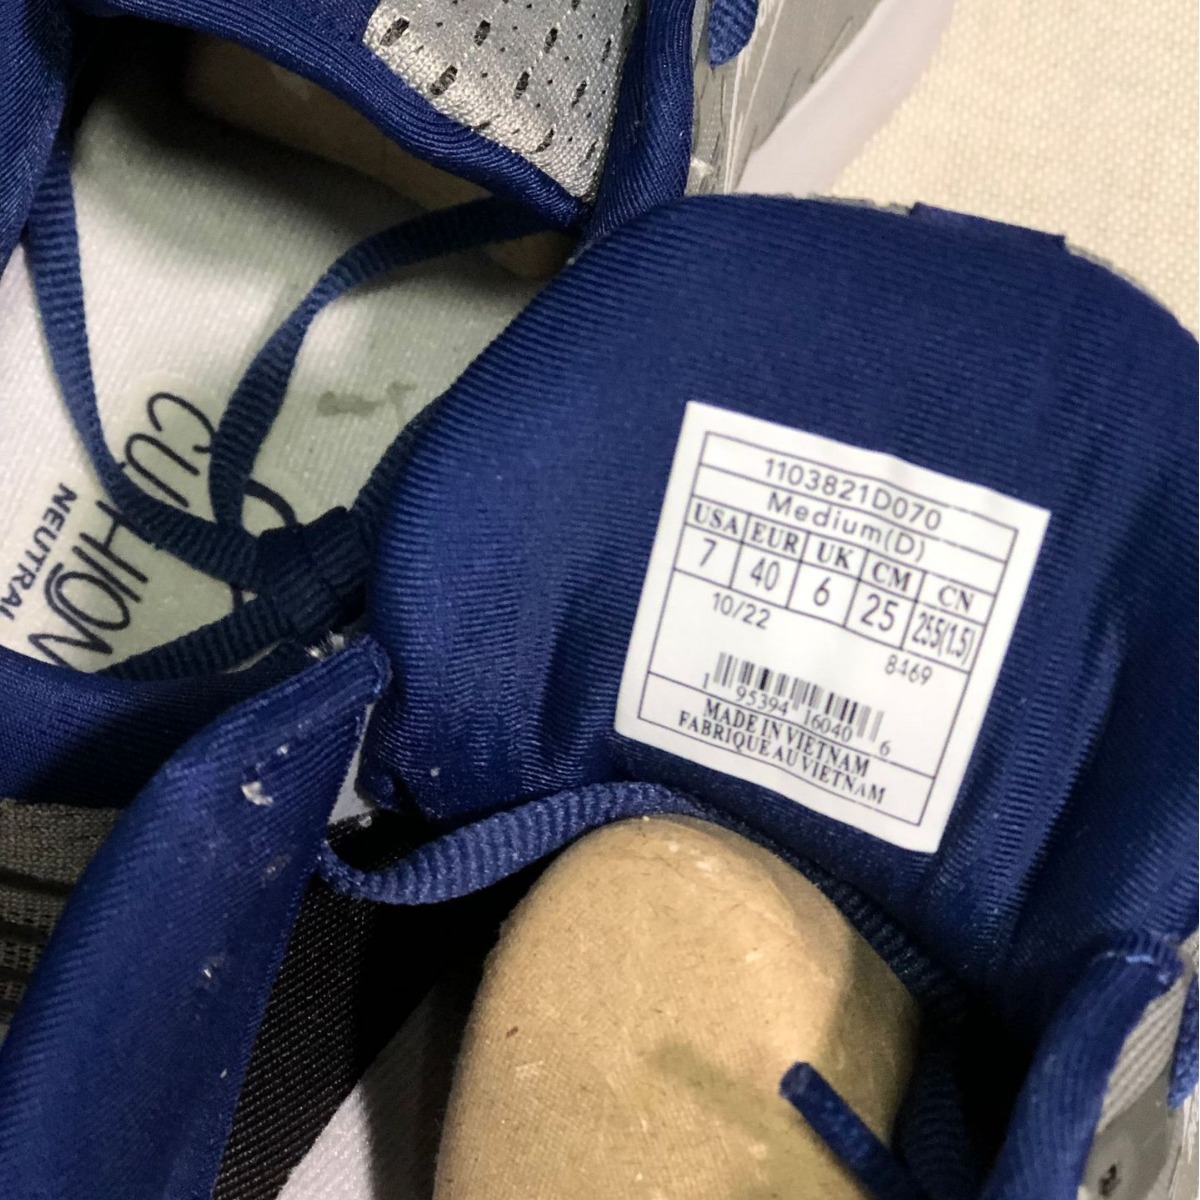 CUSHION
NEUTRAL
1103821D070
Medium(D)
USA EUR UK CM CN
7 40 6 25 255(1.5)
10/22
8469
1 95394 16040 6
MADE IN VIETNAM
FABRIQUE AU VIETNAM